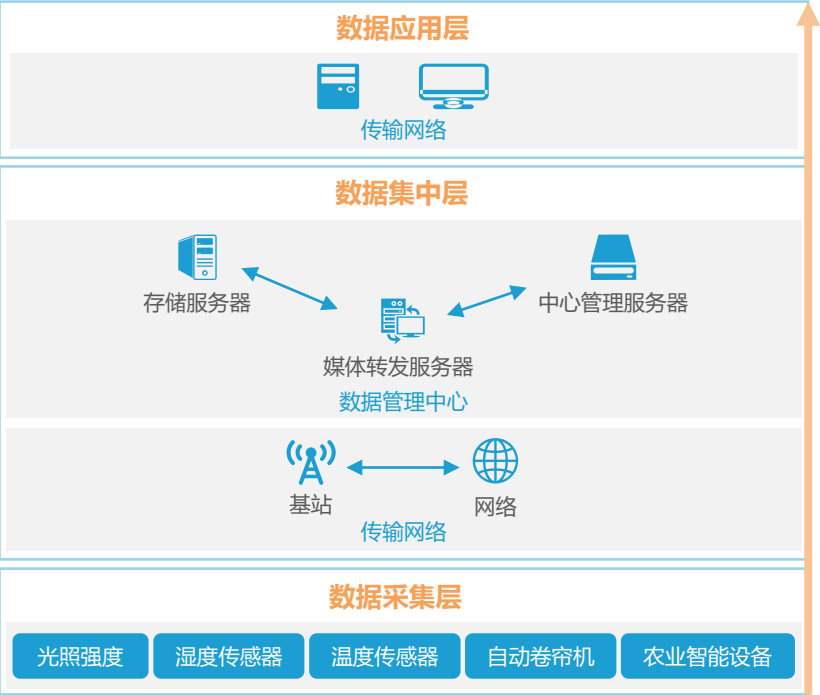 数据应用层
传输网络
数据集中层
存储服务器
中心管理服务器
媒体转发服务器
数据管理中心
基站
网络
传输网络
数据采集层
光照强度
湿度传感器
温度传感器
自动卷帘机
农业智能设备